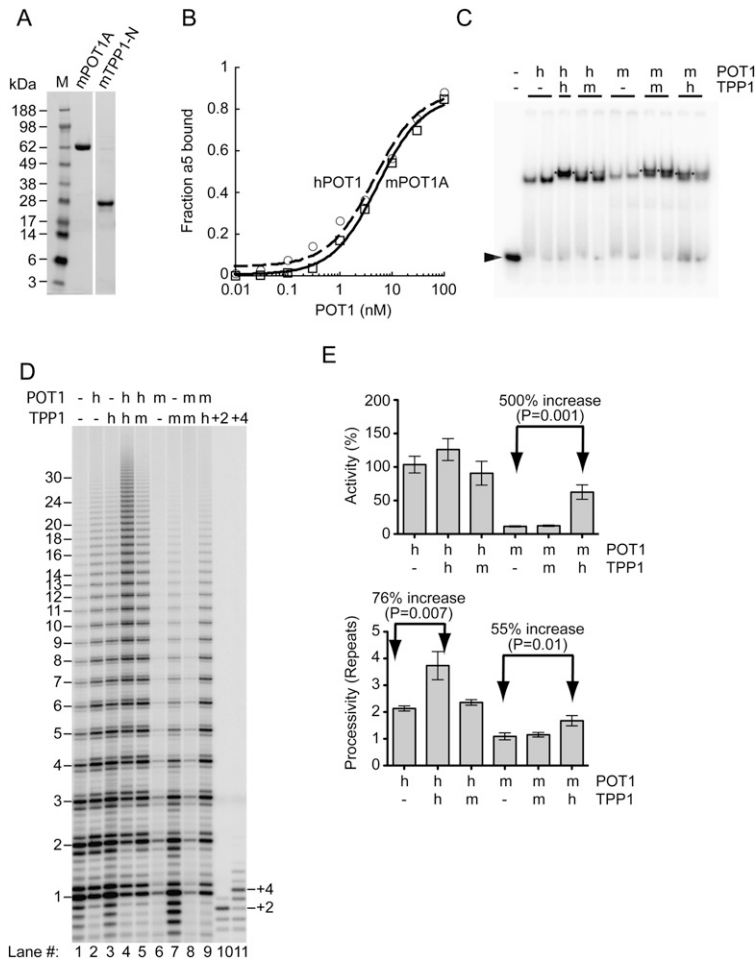 A
kDa
M
mPOT1A
mTPP1-N
188
98
62
49
38
28
17
14
6
3
B
Fraction a5 bound
1
0.8
0.6
0.4
0.2
0
hPOT1
mPOT1A
0.01
0.1
1
10
100
POT1 (nM)
C
- h h h m m m POT1
- - h m - m h TPP1
D
POT1 - h - h h m - m m
TPP1 - - h h m - m m h +2 +4
30
24
20
18
16
14
13
12
11
10
9
8
7
6
5
4
3
2
1
+4
+2
Lane #: 1 2 3 4 5 6 7 8 9 10 11
E
Activity (%)
200
150
100
50
0
500% increase
(P=0.001)
h h h m m m POT1
- h m - m h TPP1
Processivity (Repeats)
5
4
3
2
1
0
76% increase
(P=0.007)
55% increase
(P=0.01)
h h h m m m POT1
- h m - m h TPP1